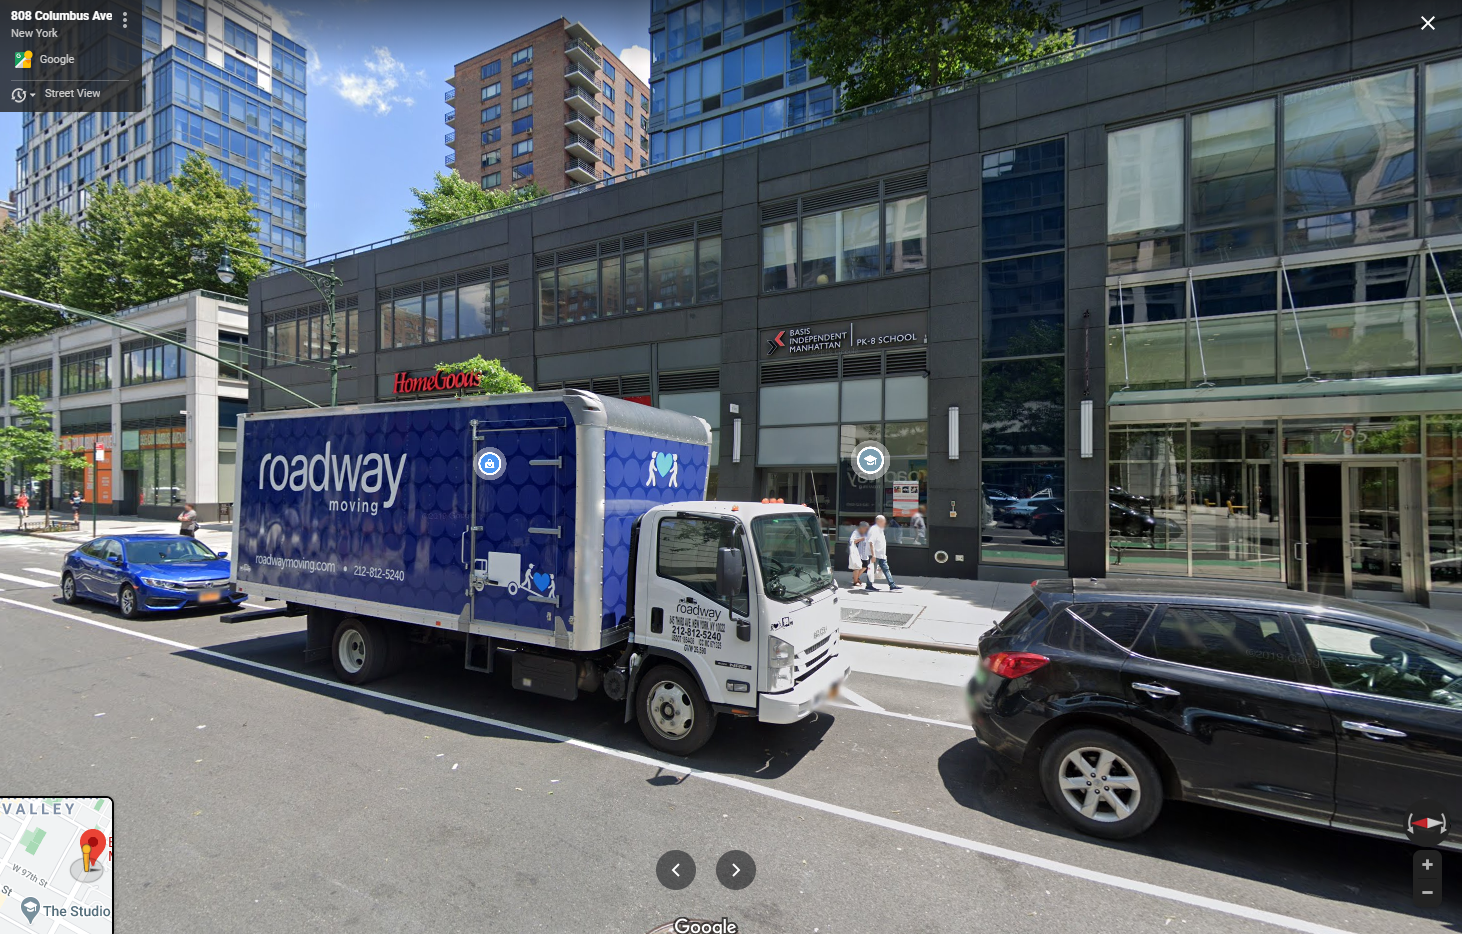 808 Columbus Ave
New York
Google
Street View
HomeGoods
BASIS
INDEPENDENT
MANHATTAN
PK-8 SCHOOL
795
roadway
moving
roadwaymoving.com • 212-812-5240
roadway
212-812-5240
VALLEY
W 97th St
St
The Studio
Google